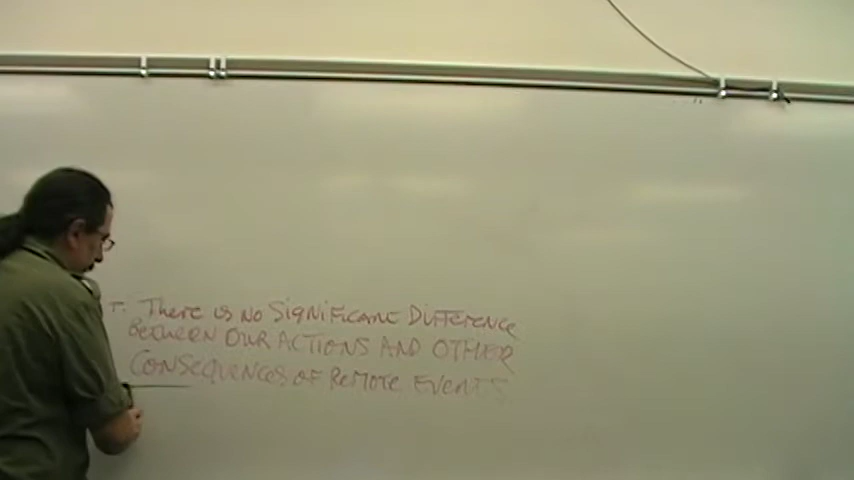 I. There is no Significant Difference
Between Our Actions and Other
Consequences of Remote Events